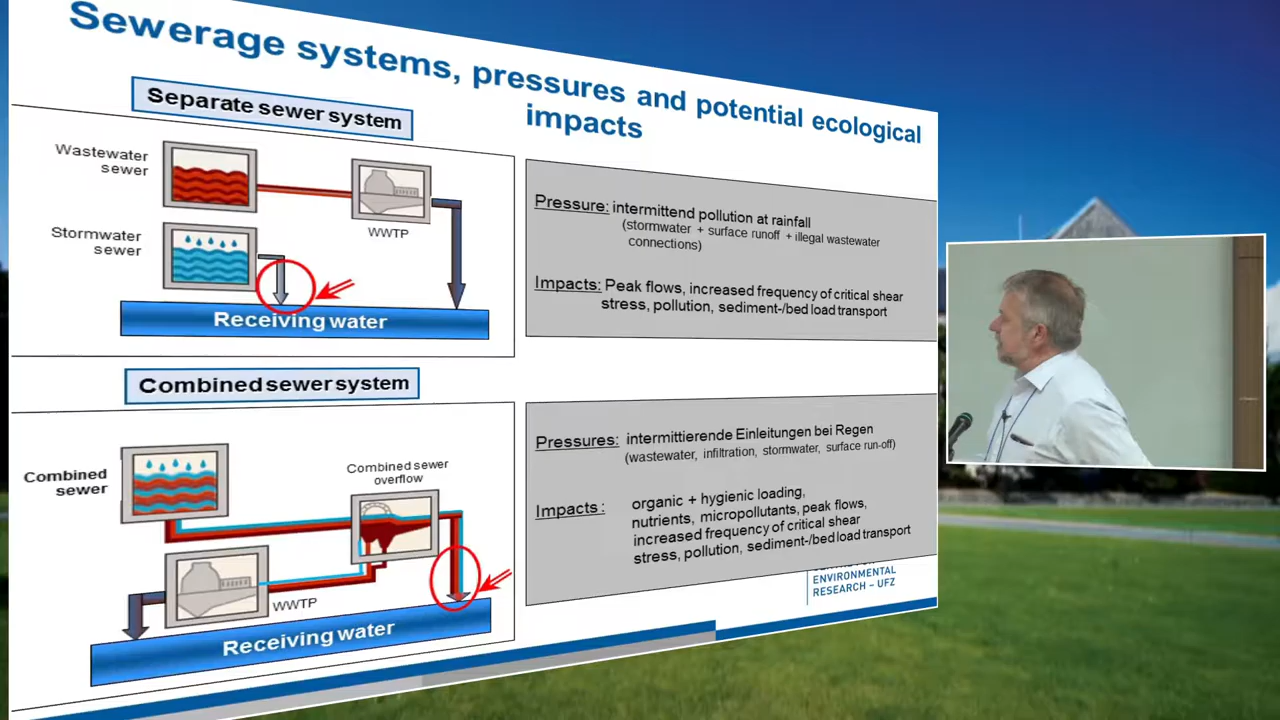 Sewerage systems, pressures and potential ecological
impacts
Separate sewer system
Wastewater
sewer
WWTP
Stormwater
sewer
Receiving water
Pressure: intermittend pollution at rainfall
(stormwater + surface runoff + illegal wastewater
connections)
Impacts: Peak flows, increased frequency of critical shear
stress, pollution, sediment-/bed load transport
Combined sewer system
Combined
sewer
Combined sewer
overflow
WWTP
Receiving water
Pressures: intermittierende Einleitungen bei Regen
(wastewater, infiltration, stormwater, surface run-off)
Impacts : organic + hygienic loading,
nutrients, micropollutants, peak flows,
increased frequency of critical shear
stress, pollution, sediment-/bed load transport
ENVIRONMENTAL
RESEARCH – UFZ